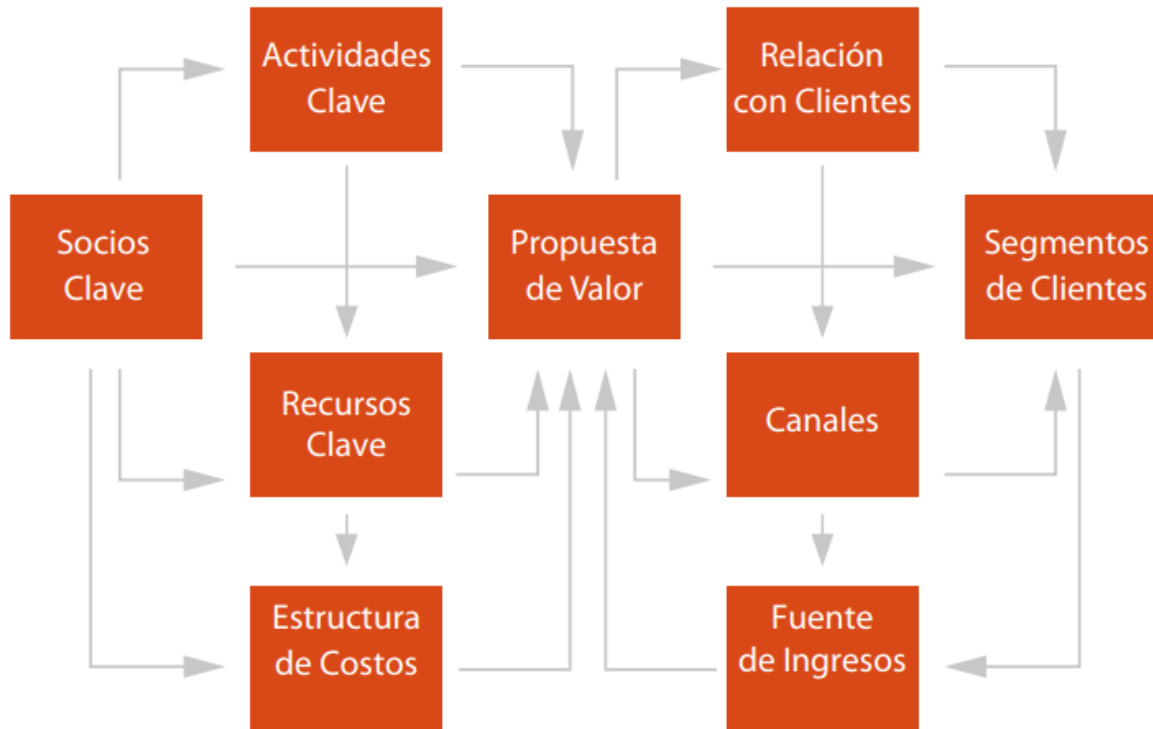 Actividades
Clave
Relación
con Clientes
Socios
Clave
Propuesta
de Valor
Segmentos
de Clientes
Recursos
Clave
Canales
Estructura
de Costos
Fuente
de Ingresos